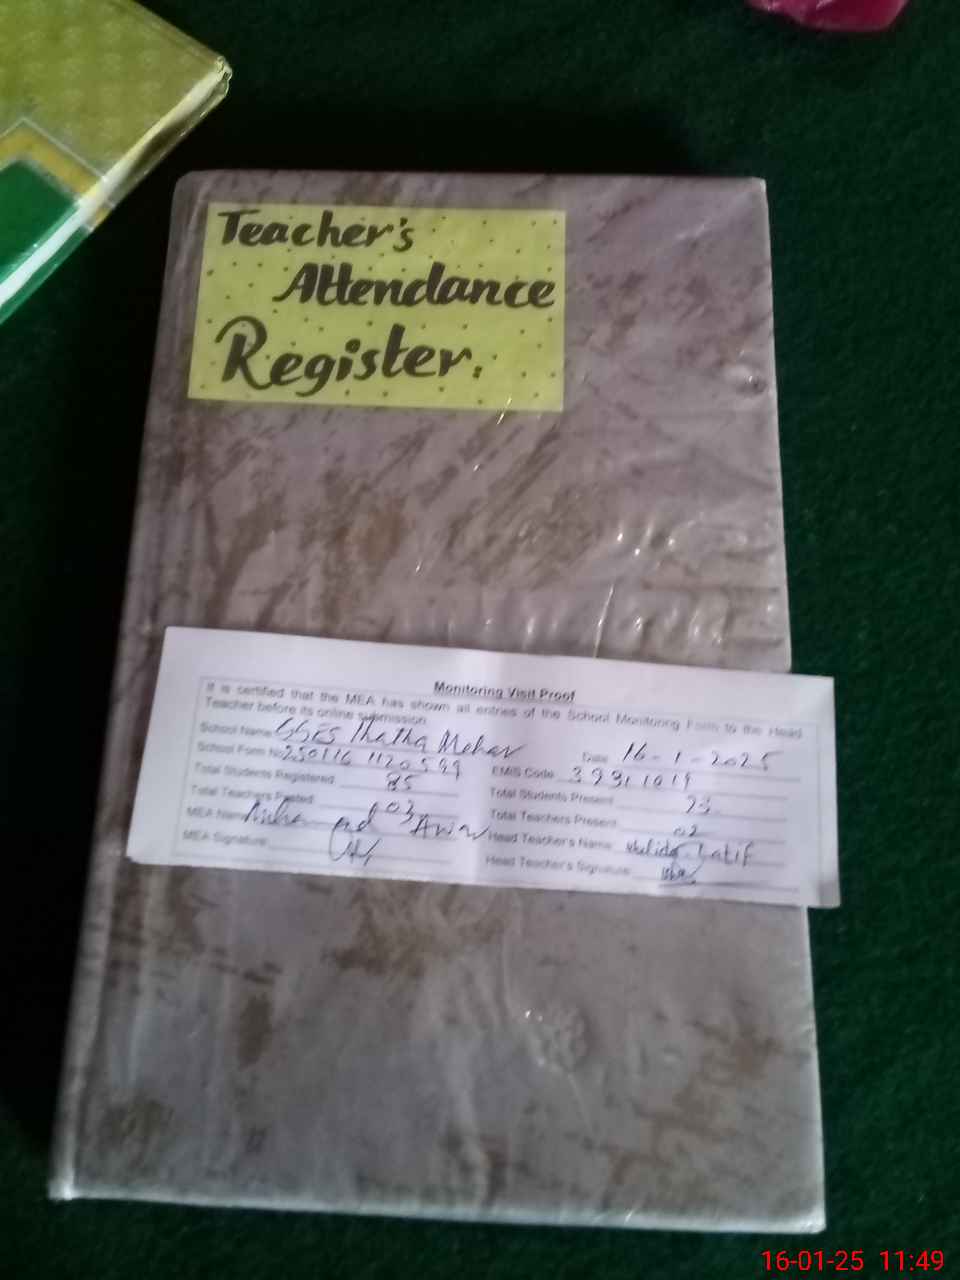 Teacher's
Attendance
Register.
Monitoring Visit Proof
It is certified that the MEA has shown all entries of the School Monitoring Form to the Head
Teacher before its online submission.
School Name: GGES Thatha Mehar Date 16-1-2025
School Form No: 250116 1120599 EMIS Code 39311019
Total Students Registered 85 Total Students Present
Total Teachers Posted 03 Total Teachers Present 02
MEA Name Head Teacher's Name Latif
MEA Signature: Head Teacher's Signature:
16-01-25 11:49